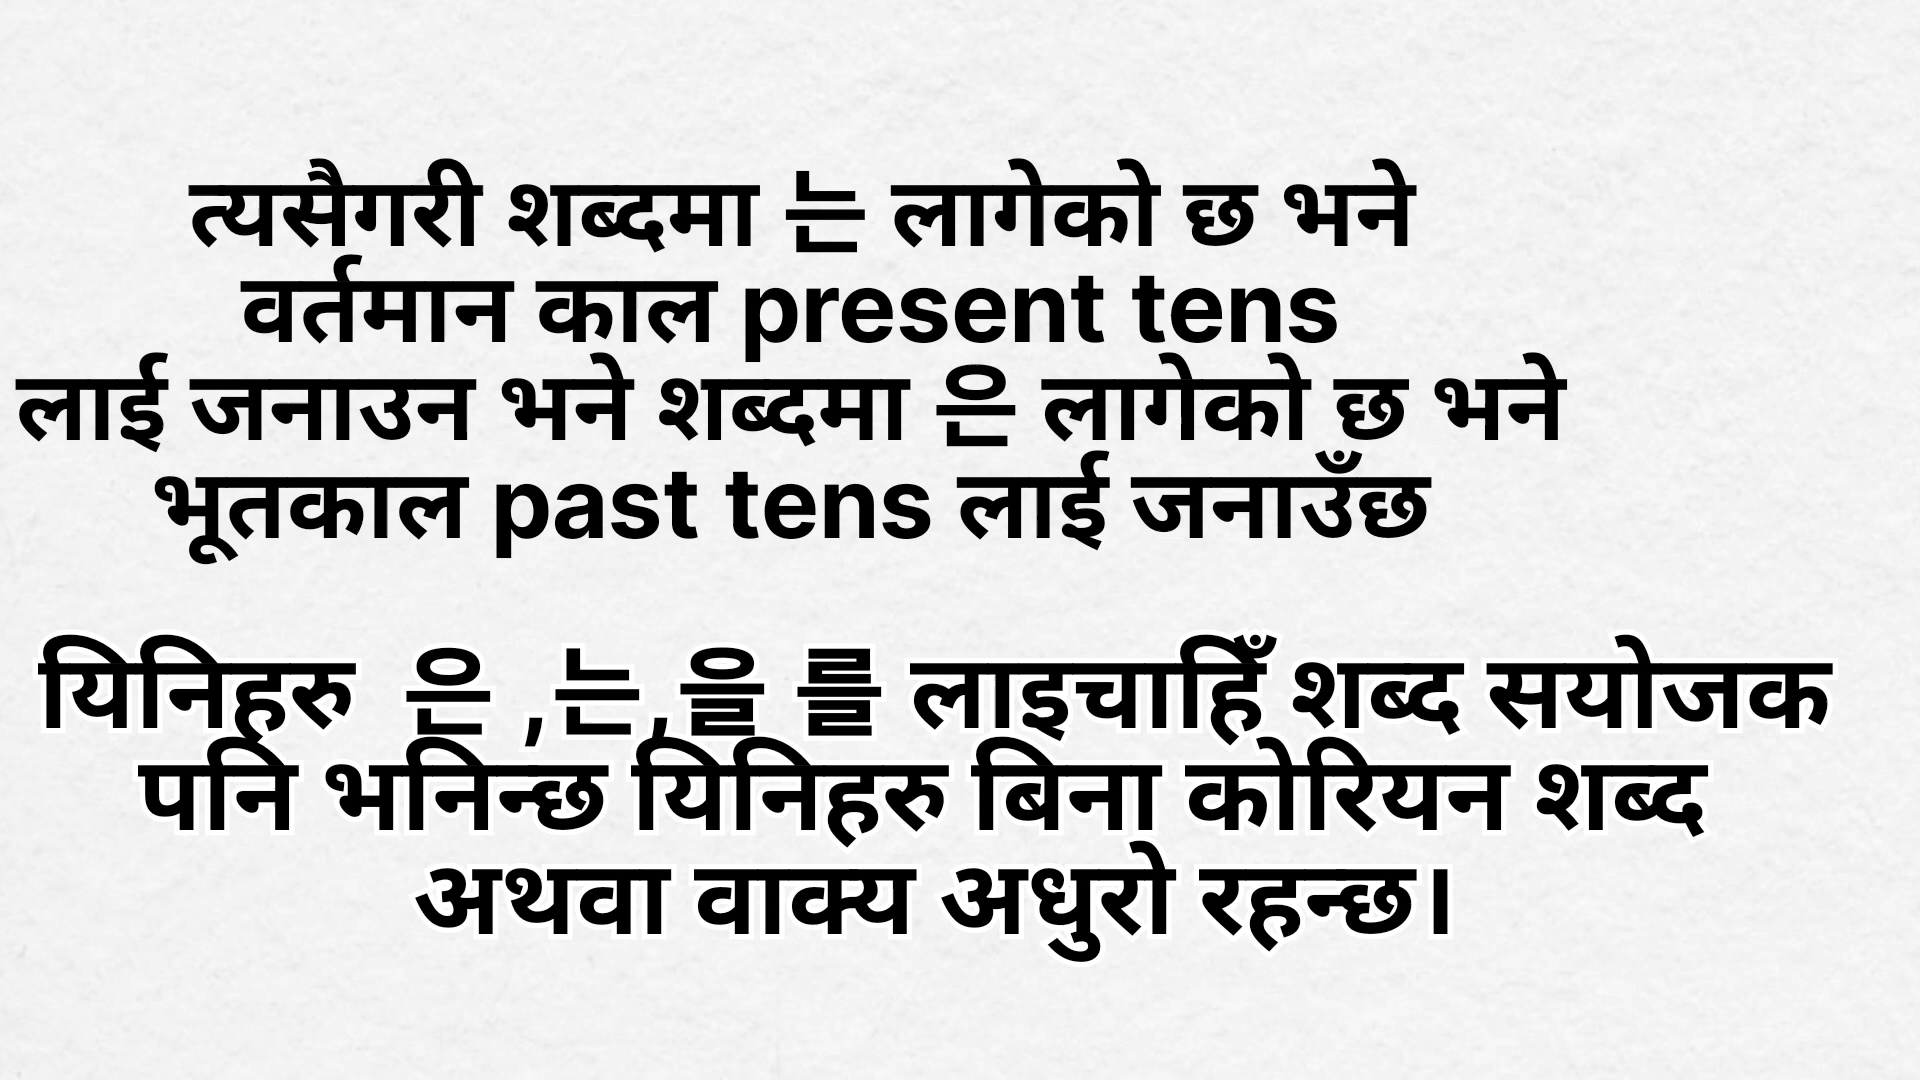 त्यसैगरी शब्दमा 는 लागेको छ भने
वर्तमान काल present tens
लाई जनाउन भने शब्दमा 은 लागेको छ भने
भूतकाल past tens लाई जनाउँछ
यिनिहरु 은 ,는,을 를 लाइचाहिँ शब्द सयोजक
पनि भनिन्छ यिनिहरु बिना कोरियन शब्द
अथवा वाक्य अधुरो रहन्छ।